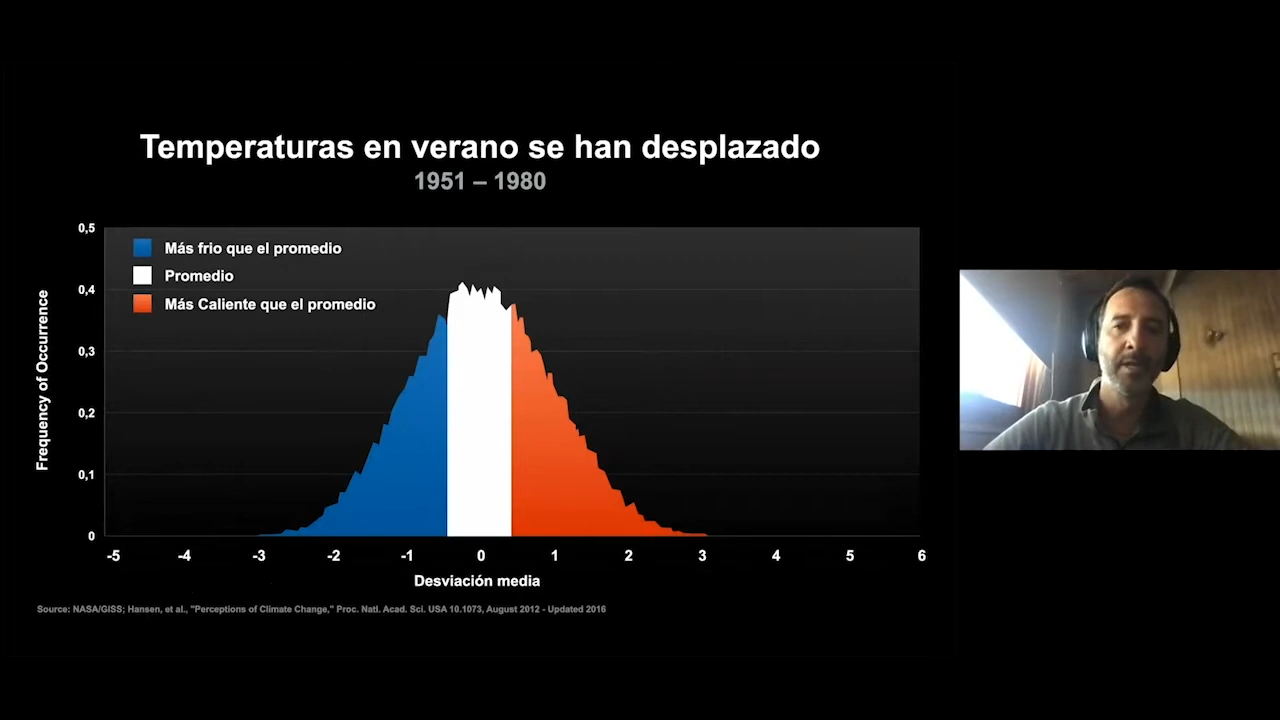 Temperaturas en verano se han desplazado
1951 – 1980
Más frio que el promedio
Promedio
Más Caliente que el promedio
Frequency of Occurrence
0,5
0,4
0,3
0,2
0,1
0
-5 -4 -3 -2 -1 0 1 2 3 4 5 6
Desviación media
Source: NASA/GISS; Hansen, et al., "Perceptions of Climate Change," Proc. Natl. Acad. Sci. USA 10.1073, August 2012 - Updated 2016